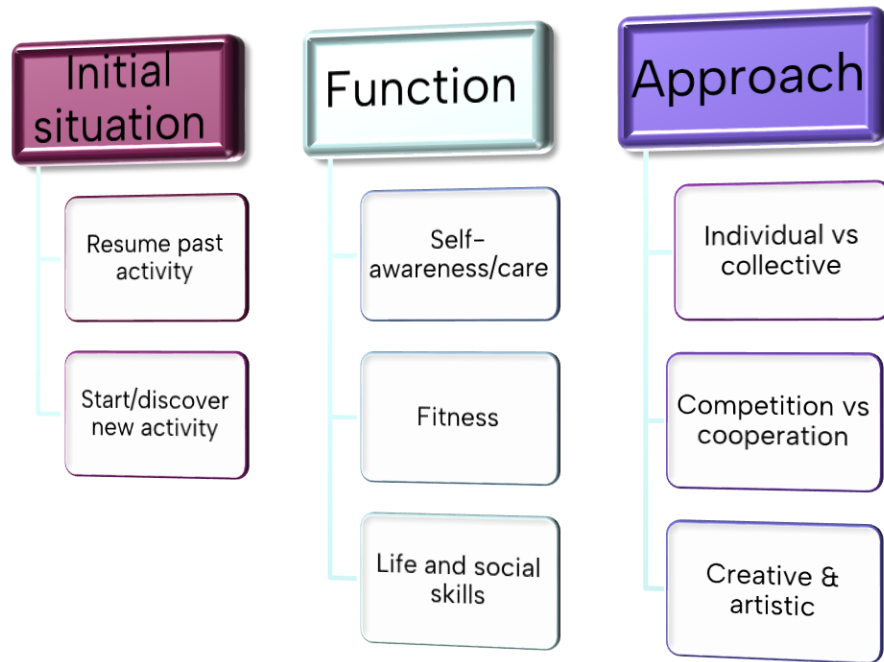 Initial
situation
Resume past
activity
Start/discover
new activity
Function
Self-
awareness/care
Fitness
Life and social
skills
Approach
Individual vs
collective
Competition vs
cooperation
Creative &
artistic